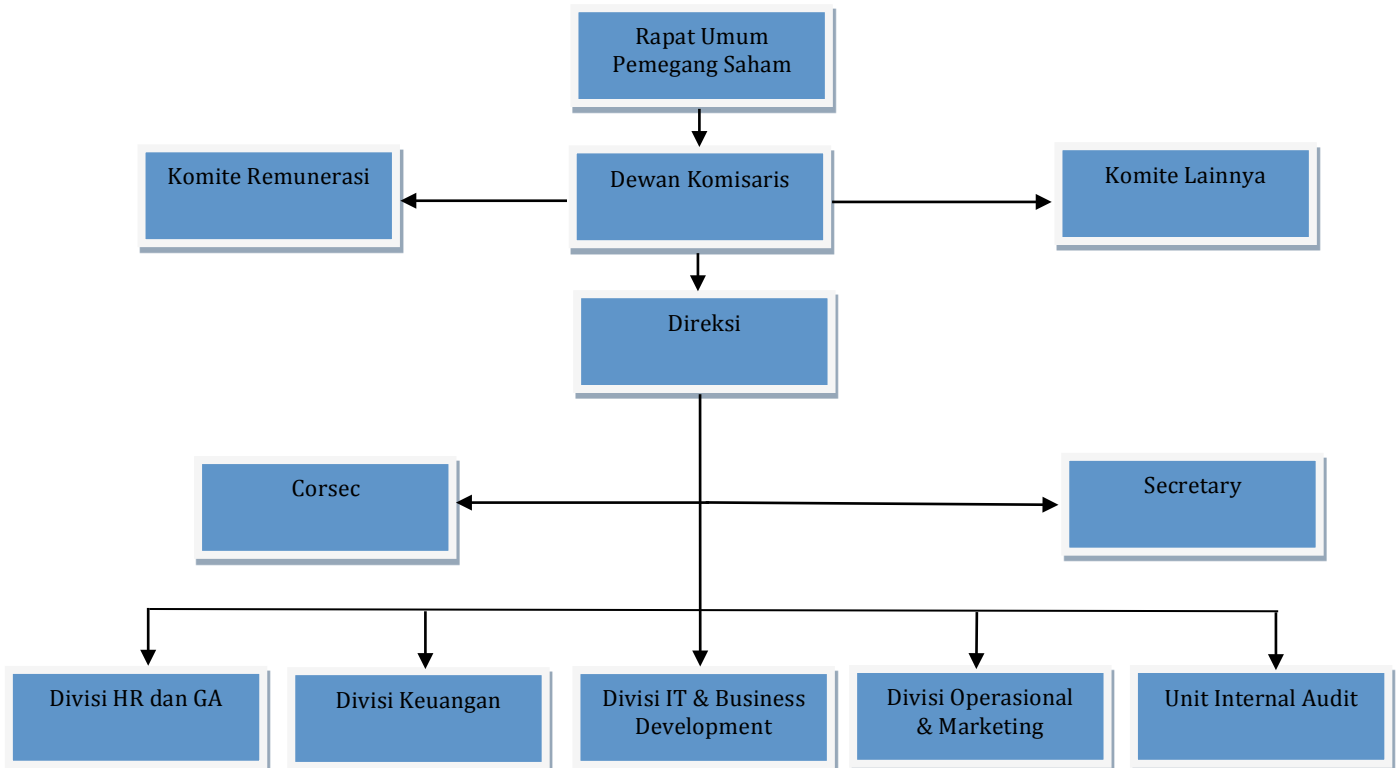 Rapat Umum
Pemegang Saham
Komite Remunerasi
Dewan Komisaris
Komite Lainnya
Direksi
Corsec
Secretary
Divisi HR dan GA
Divisi Keuangan
Divisi IT & Business
Development
Divisi Operasional
& Marketing
Unit Internal Audit